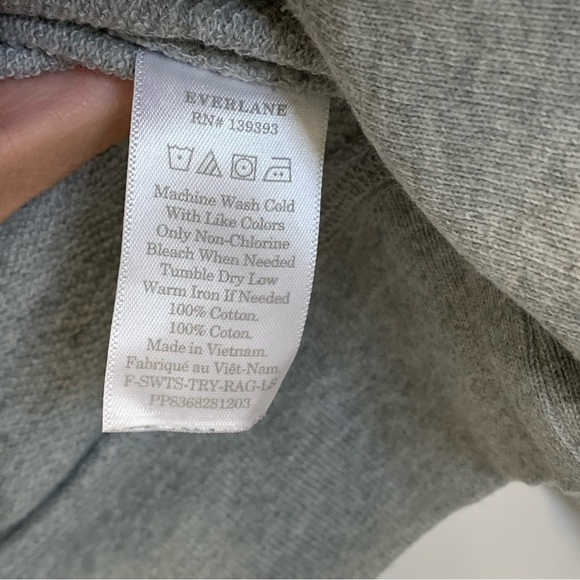 EVERLANE
RN# 139393
Machine Wash Cold
With Like Colors
Only Non-Chlorine
Bleach When Needed
Tumble Dry Low
Warm Iron If Needed
100% Cotton.
100% Coton.
Made in Vietnam.
Fabriqué au Viêt-Nam.
F-SWTS-TRY-RAG-LS
PP8368281203